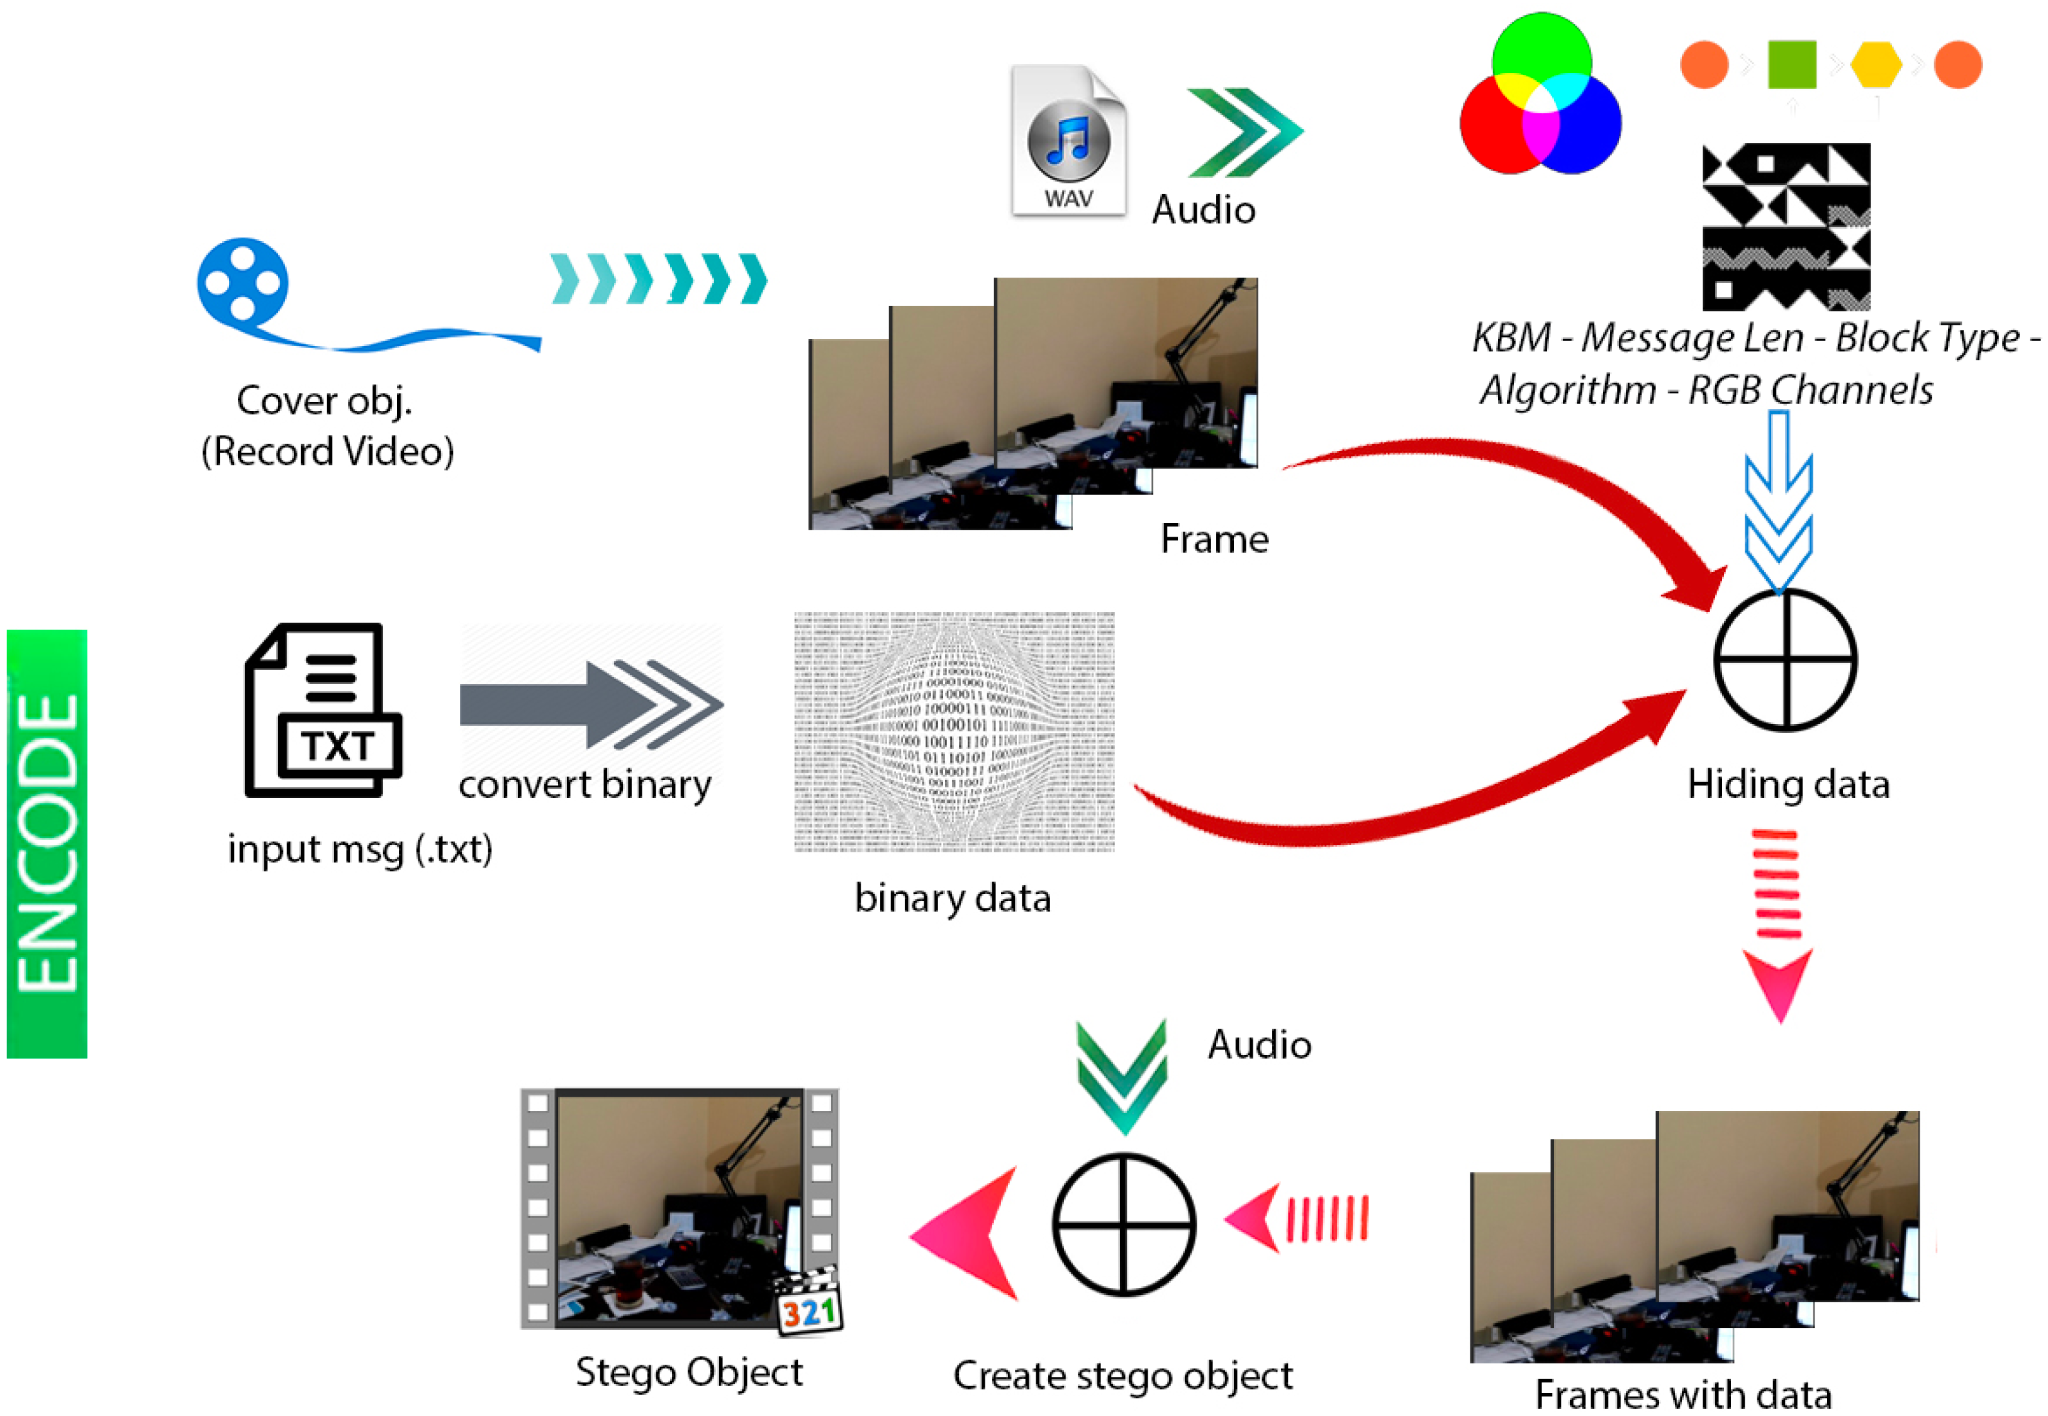 WAV
Audio
KBM - Message Len - Block Type -
Algorithm - RGB Channels
Cover obj.
(Record Video)
Frame
ENCODE
TXT
convert binary
input msg (.txt)
binary data
Hiding data
Audio
321
Stego Object
Create stego object
Frames with data